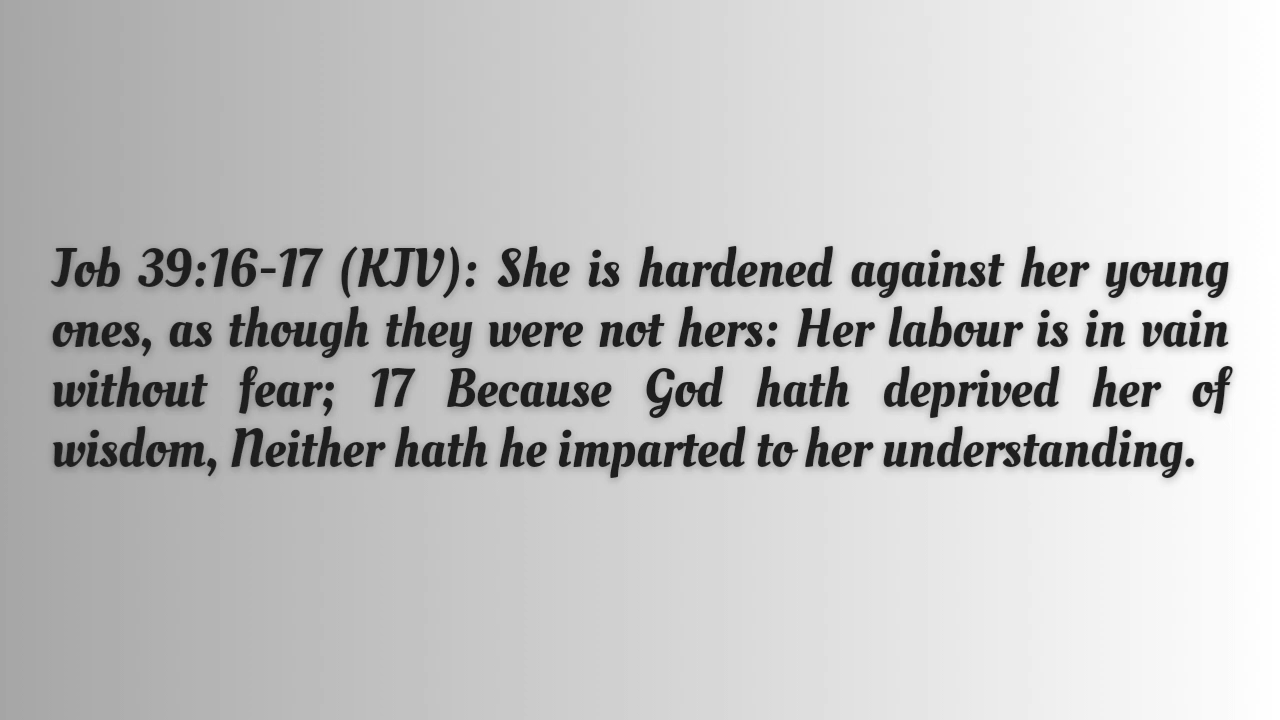 Job 39:16-17 (KJV): She is hardened against her young
ones, as though they were not hers: Her labour is in vain
without fear; 17 Because God hath deprived her of
wisdom, Neither hath he imparted to her understanding.